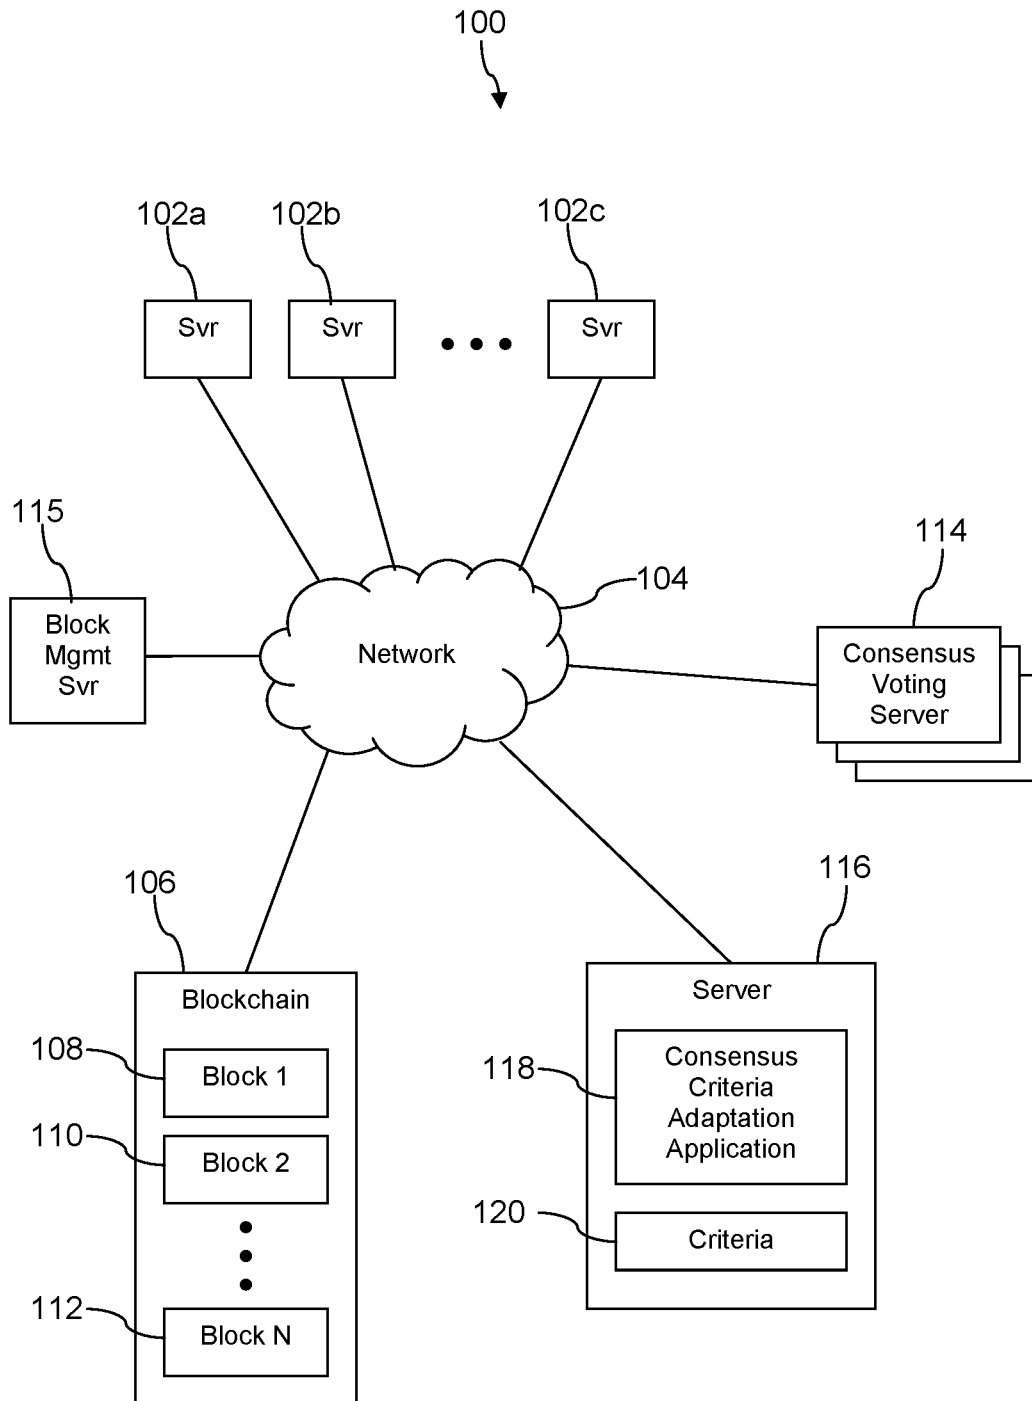 100
102a
102b
102c
Svr
Svr
Svr
115
114
104
Block
Mgmt
Svr
Network
Consensus
Voting
Server
106
116
Blockchain
Server
108
Block 1
118
Consensus
Criteria
Adaptation
Application
110
Block 2
120
Criteria
112
Block N